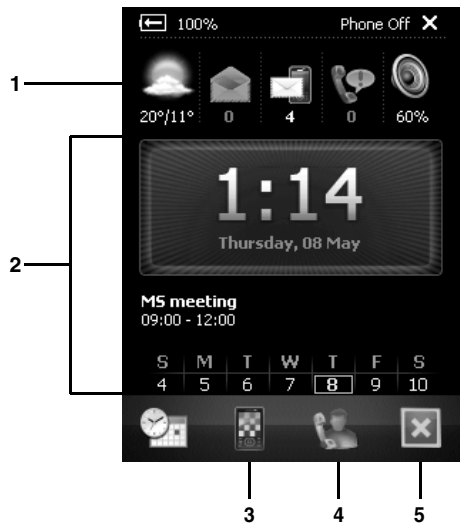 100% Phone Off
1
20°/11° 0 4 0 60%
2
1:14
Thursday, 08 May
MS meeting
09:00 - 12:00
S M T W T F S
4 5 6 7 8 9 10
3 4 5